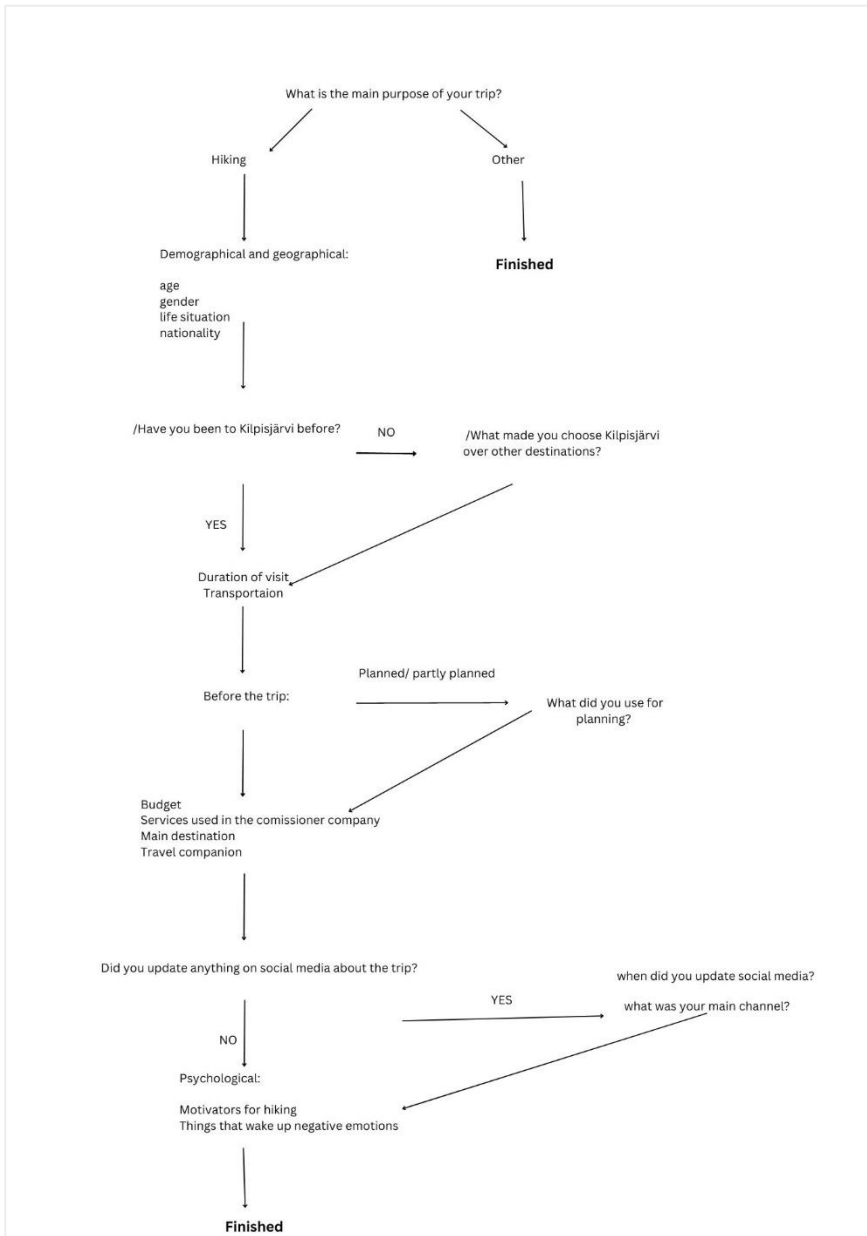 What is the main purpose of your trip?
Hiking
Other
Demographical and geographical:
age
gender
life situation
nationality
Finished
/Have you been to Kilpisjärvi before?
NO
/What made you choose Kilpisjärvi
over other destinations?
YES
Duration of visit
Transportaion
Before the trip:
Planned/ partly planned
What did you use for
planning?
Budget
Services used in the comissioner company
Main destination
Travel companion
Did you update anything on social media about the trip?
YES
when did you update social media?
what was your main channel?
NO
Psychological:
Motivators for hiking
Things that wake up negative emotions
Finished